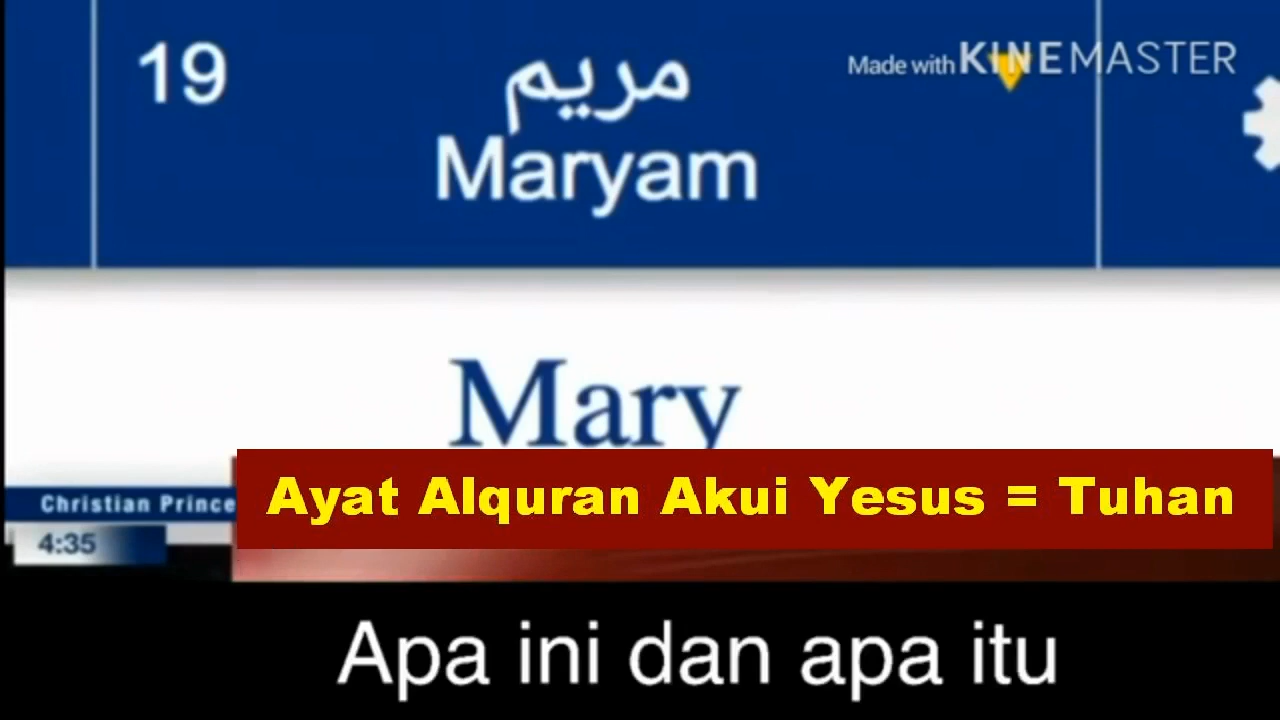 19
مريم
Maryam
Made with KINEMASTER
Mary
Ayat Alquran Akui Yesus = Tuhan
Christian Prince
4:35
Apa ini dan apa itu